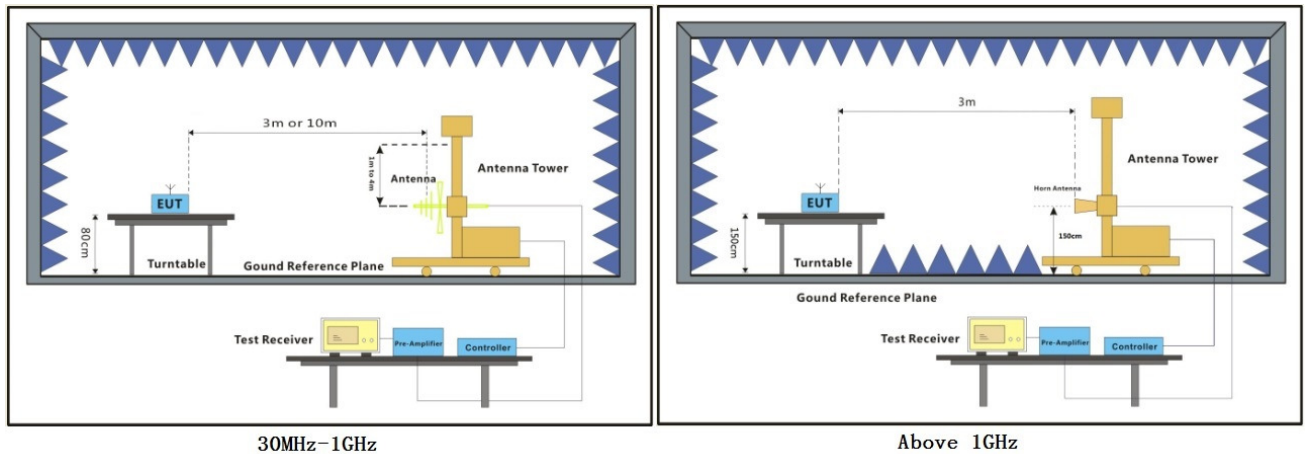 3m or 10m
1m to 4m
Antenna Tower
Antenna
EUT
80cm
Turntable
Gound Reference Plane
Test Receiver
Pre-Amplifier
Controller
30MHz-1GHz
3m
Antenna Tower
Horn Antenna
EUT
150cm
150cm
Turntable
Gound Reference Plane
Test Receiver
Pre-Amplifier
Controller
Above 1GHz